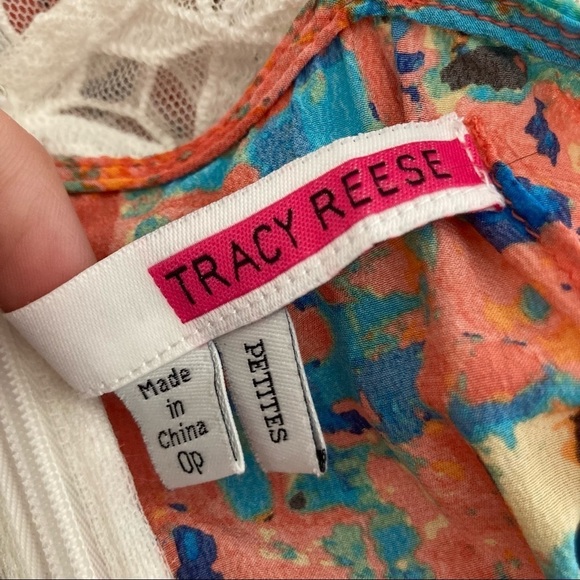 TRACY REESE
Made
in
China
0p
PETITES